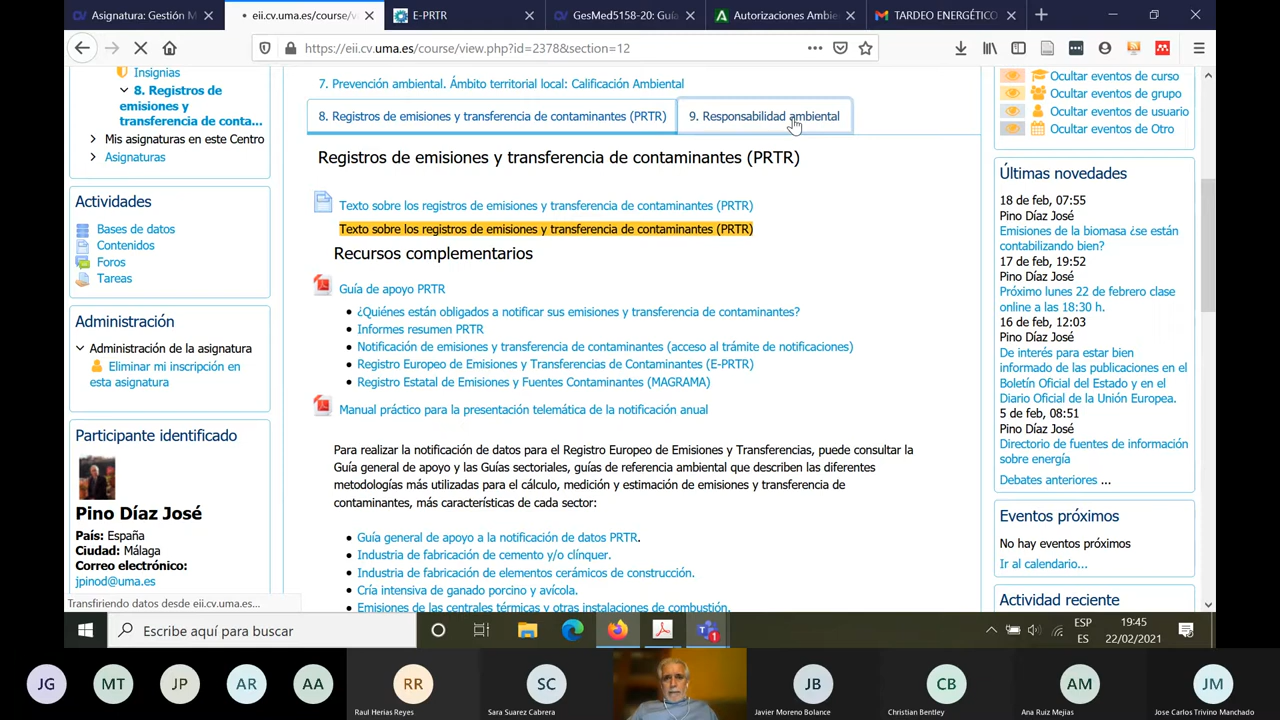 Asignatura: Gestión M
eii.cv.uma.es/course/v
E-PRTR
GesMed5158-20: Guía
Autorizaciones Ambie
TARDEO ENERGÉTICO
https://eii.cv.uma.es/course/view.php?id=2378&section=12
Insignias
8. Registros de
emisiones y
transferencia de conta...
Mis asignaturas en este Centro
Asignaturas
Actividades
Bases de datos
Contenidos
Foros
Tareas
Administración
Administración de la asignatura
Eliminar mi inscripción en
esta asignatura
Participante identificado
Pino Díaz José
País: España
Ciudad: Málaga
Correo electrónico:
jpinod@uma.es
Transfiriendo datos desde eii.cv.uma.es...
7. Prevención ambiental. Ámbito territorial local: Calificación Ambiental
8. Registros de emisiones y transferencia de contaminantes (PRTR)
9. Responsabilidad ambiental
Registros de emisiones y transferencia de contaminantes (PRTR)
Texto sobre los registros de emisiones y transferencia de contaminantes (PRTR)
Texto sobre los registros de emisiones y transferencia de contaminantes (PRTR)
Recursos complementarios
Guía de apoyo PRTR
¿Quiénes están obligados a notificar sus emisiones y transferencia de contaminantes?
Informes resumen PRTR
Notificación de emisiones y transferencia de contaminantes (acceso al trámite de notificaciones)
Registro Europeo de Emisiones y Transferencias de Contaminantes (E-PRTR)
Registro Estatal de Emisiones y Fuentes Contaminantes (MAGRAMA)
Manual práctico para la presentación telemática de la notificación anual
Para realizar la notificación de datos para el Registro Europeo de Emisiones y Transferencias, puede consultar la
Guía general de apoyo y las Guías sectoriales, guías de referencia ambiental que describen las diferentes
metodologías más utilizadas para el cálculo, medición y estimación de emisiones y transferencia de
contaminantes, más características de cada sector:
Guía general de apoyo a la notificación de datos PRTR.
Industria de fabricación de cemento y/o clínquer.
Industria de fabricación de elementos cerámicos de construcción.
Cría intensiva de ganado porcino y avícola.
Emisiones de las centrales térmicas y otras instalaciones de combustión.
Ocultar eventos de curso
Ocultar eventos de grupo
Ocultar eventos de usuario
Ocultar eventos de Otro
Últimas novedades
18 de feb, 07:55
Pino Díaz José
Emisiones de la biomasa ¿se están
contabilizando bien?
17 de feb, 19:52
Pino Díaz José
Próximo lunes 22 de febrero clase
online a las 18:30 h.
16 de feb, 12:03
Pino Díaz José
De interés para estar bien
informado de las publicaciones en el
Boletín Oficial del Estado y en el
Diario Oficial de la Unión Europea.
5 de feb, 08:51
Pino Díaz José
Directorio de fuentes de información
sobre energía
Debates anteriores ...
Eventos próximos
No hay eventos próximos
Ir al calendario...
Actividad reciente
Escribe aquí para buscar
ESP
ES
19:45
22/02/2021
JG
MT
JP
AR
AA
RR
Raul Herias Reyes
SC
Sara Suarez Cabrera
JB
Javier Moreno Bolance
CB
Christian Bentley
AM
Ana Ruiz Mejias
JM
Jose Carlos Trivino Manchado